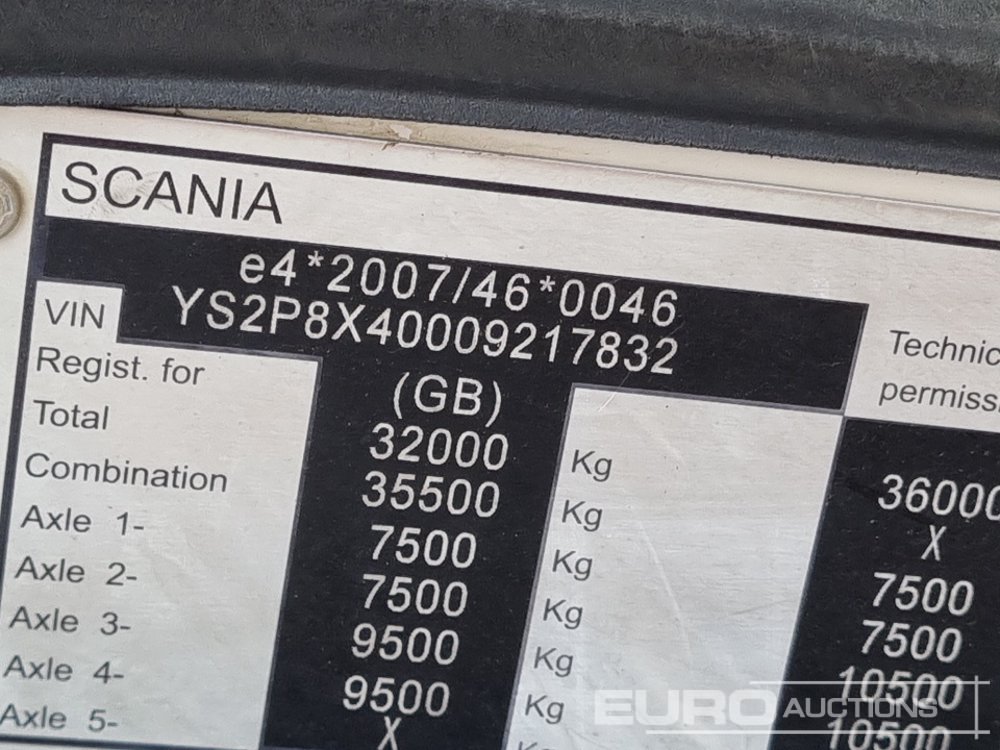 SCANIA
e4*2007/46*0046
VIN YS2P8X40009217832
Regist. for (GB)
Total 32000 Kg 36000
Combination 35500 Kg X
Axle 1- 7500 Kg 7500
Axle 2- 7500 Kg 7500
Axle 3- 9500 Kg 10500
Axle 4- 9500 Kg 10500
Axle 5- X Kg
EURO AUCTIONS